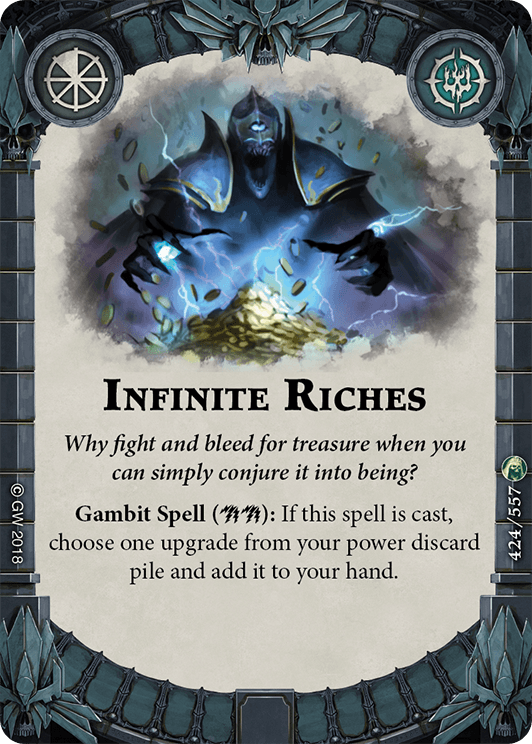 INFINITE RICHES
Why fight and bleed for treasure when you
can simply conjure it into being?
Gambit Spell (): If this spell is cast,
choose one upgrade from your power discard
pile and add it to your hand.
© GW 2018
424/557